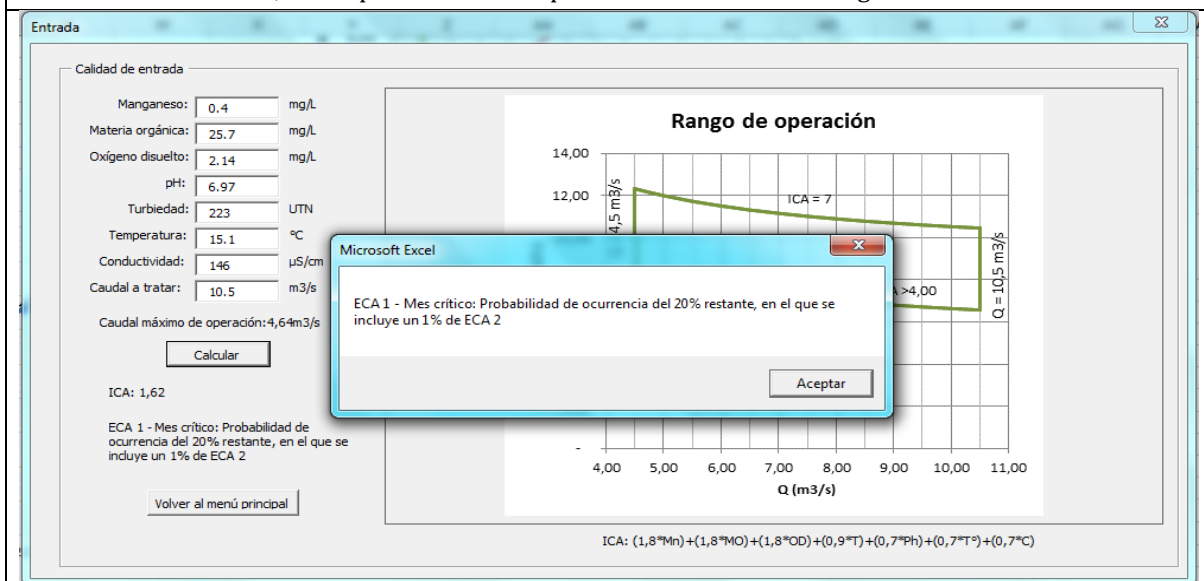 Entrada
Calidad de entrada
Manganeso: 0.4 mg/L
Materia orgánica: 25.7 mg/L
Oxígeno disuelto: 2.14 mg/L
pH: 6.97
Turbiedad: 223 UTN
Temperatura: 15.1 ºC
Conductividad: 146 µS/cm
Caudal a tratar: 10.5 m3/s
Caudal máximo de operación:4,64m3/s
Calcular
ICA: 1,62
ECA 1 - Mes crítico: Probabilidad de
ocurrencia del 20% restante, en el que se
incluye un 1% de ECA 2
Volver al menú principal
Rango de operación
14,00
12,00
4,5 m3/s
ICA = 7
>4,00
Q = 10,5 m3/s
-
4,00 5,00 6,00 7,00 8,00 9,00 10,00 11,00
Q (m3/s)
ICA: (1,8*Mn)+(1,8*MO)+(1,8*OD)+(0,9*T)+(0,7*Ph)+(0,7*Tº)+(0,7*C)
Microsoft Excel
ECA 1 - Mes crítico: Probabilidad de ocurrencia del 20% restante, en el que se
incluye un 1% de ECA 2
Aceptar